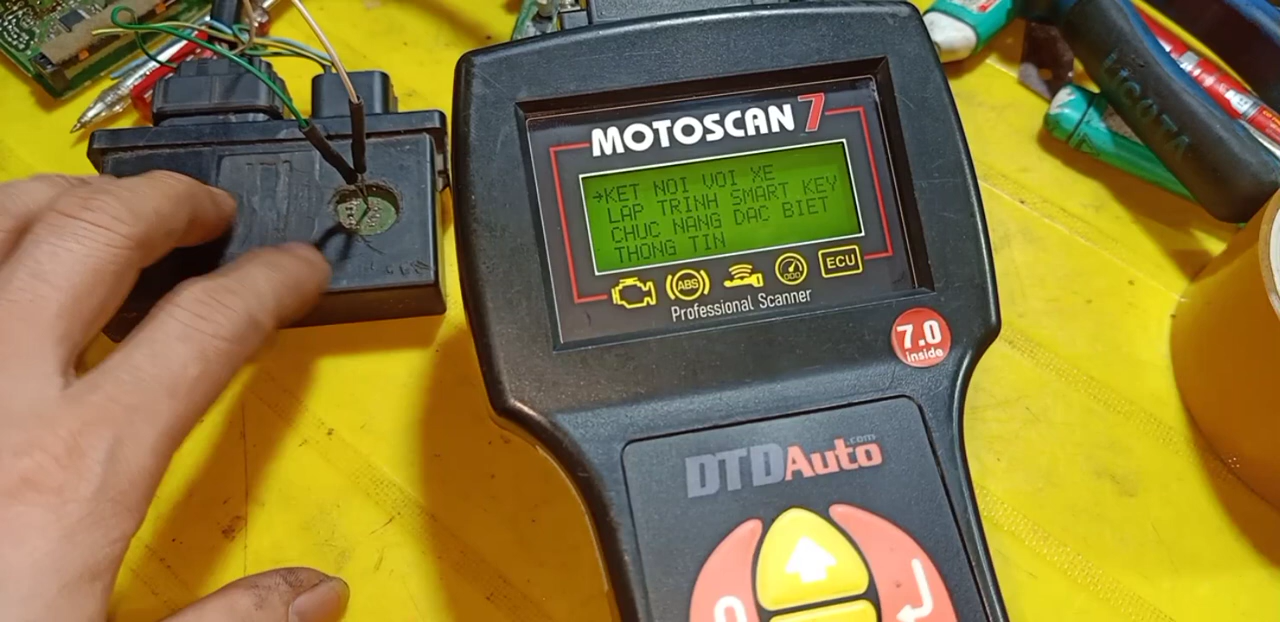 MOTOSCAN 7
→KET NOI VOI XE
LAP TRINH SMART KEY
CHUC NANG DAC BIET
THONG TIN
ABS
ECU
Professional Scanner
7.0
inside
DTDAuto.com